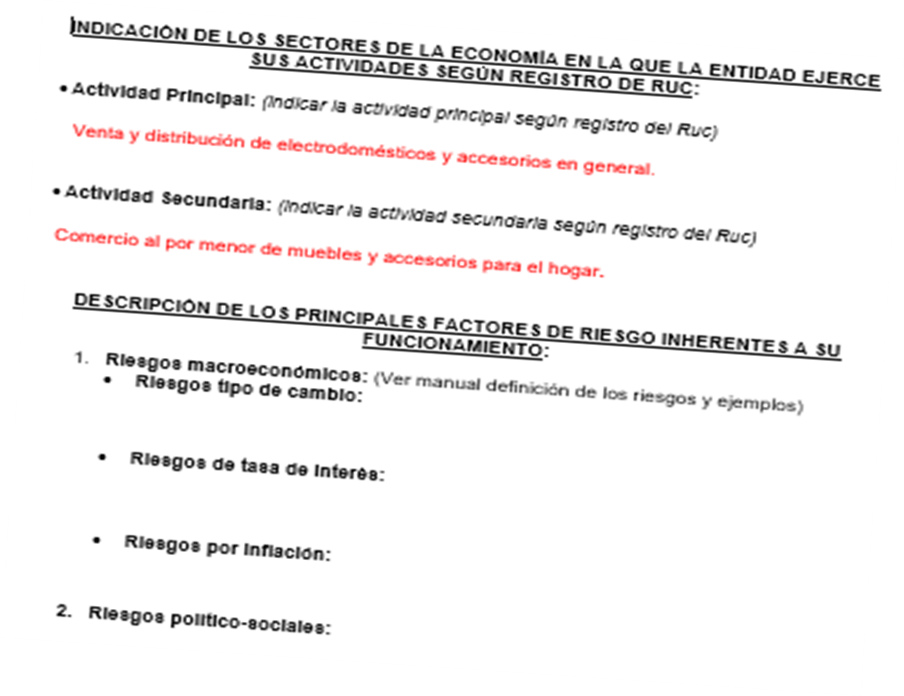 INDICACIÓN DE LOS SECTORES DE LA ECONOMÍA EN LA QUE LA ENTIDAD EJERCE
SUS ACTIVIDADES SEGÚN REGISTRO DE RUC:
• Actividad Principal: (Indicar la actividad principal según registro del Ruc)
Venta y distribución de electrodomésticos y accesorios en general.
• Actividad Secundaria: (Indicar la actividad secundaria según registro del Ruc)
Comercio al por menor de muebles y accesorios para el hogar.
DESCRIPCIÓN DE LOS PRINCIPALES FACTORES DE RIESGO INHERENTES A SU
FUNCIONAMIENTO:
1. Riesgos macroeconómicos: (Ver manual definición de los riesgos y ejemplos)
• Riesgos tipo de cambio:
• Riesgos de tasa de Interés:
• Riesgos por Inflación:
2. Riesgos político-sociales: